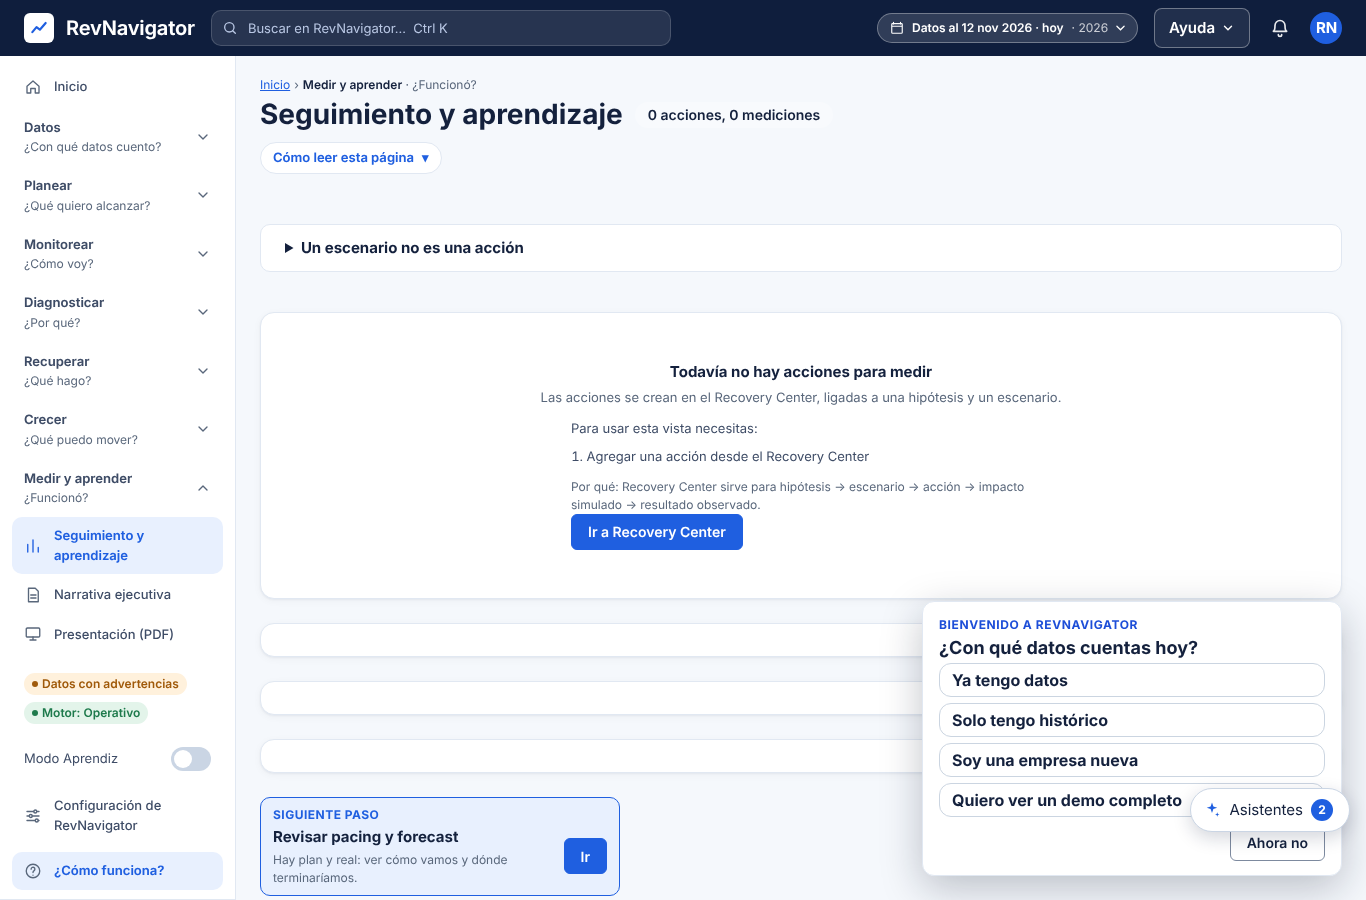 RevNavigator
Buscar en RevNavigator... Ctrl K
Datos al 12 nov 2026 · hoy · 2026
Ayuda
RN
Inicio
Datos
¿Con qué datos cuento?
Planear
¿Qué quiero alcanzar?
Monitorear
¿Cómo voy?
Diagnosticar
¿Por qué?
Recuperar
¿Qué hago?
Crecer
¿Qué puedo mover?
Medir y aprender
¿Funcionó?
Seguimiento y
aprendizaje
Narrativa ejecutiva
Presentación (PDF)
Datos con advertencias
Motor: Operativo
Modo Aprendiz
Configuración de
RevNavigator
¿Cómo funciona?
Inicio › Medir y aprender · ¿Funcionó?
Seguimiento y aprendizaje
0 acciones, 0 mediciones
Cómo leer esta página ▾
Un escenario no es una acción
Todavía no hay acciones para medir
Las acciones se crean en el Recovery Center, ligadas a una hipótesis y un escenario.
Para usar esta vista necesitas:
1. Agregar una acción desde el Recovery Center
Por qué: Recovery Center sirve para hipótesis → escenario → acción → impacto
simulado → resultado observado.
Ir a Recovery Center
SIGUIENTE PASO
Revisar pacing y forecast
Hay plan y real: ver cómo vamos y dónde
terminaríamos.
Ir
BIENVENIDO A REVNAVIGATOR
¿Con qué datos cuentas hoy?
Ya tengo datos
Solo tengo histórico
Soy una empresa nueva
Quiero ver un demo completo
Asistentes 2
Ahora no